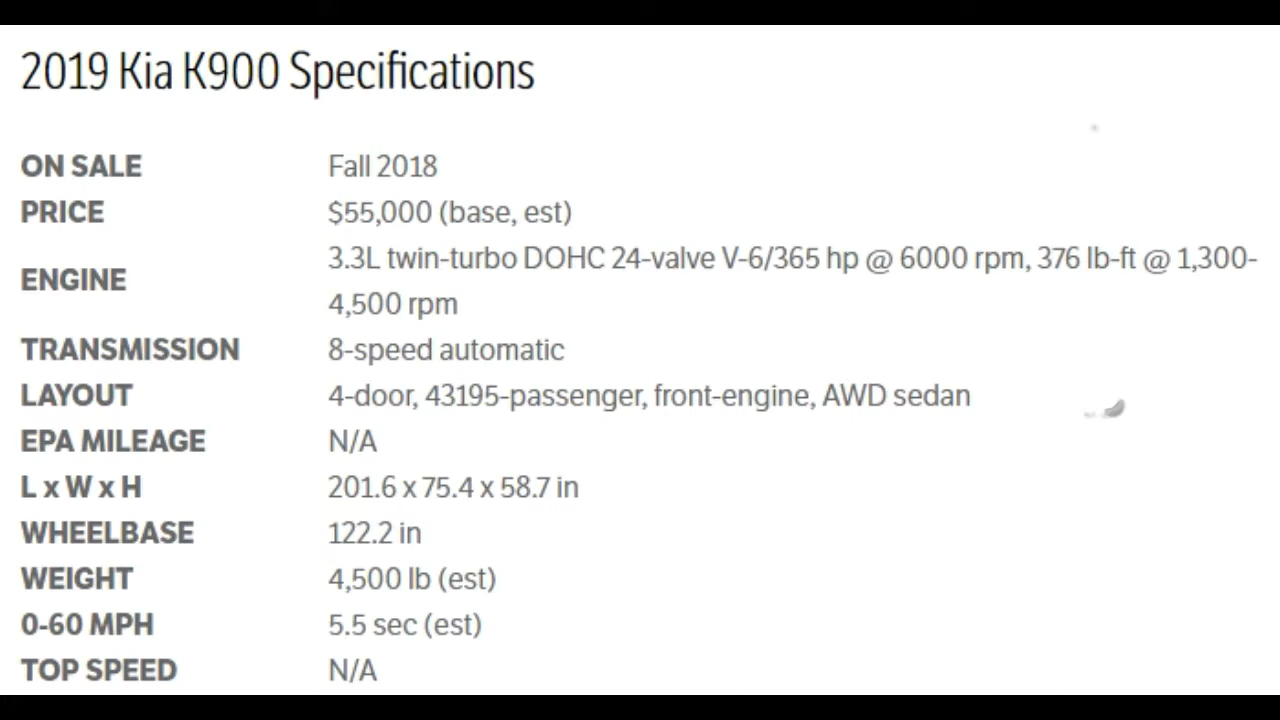 2019 Kia K900 Specifications
ON SALE Fall 2018
PRICE $55,000 (base, est)
ENGINE 3.3L twin-turbo DOHC 24-valve V-6/365 hp @ 6000 rpm, 376 lb-ft @ 1,300-
4,500 rpm
TRANSMISSION 8-speed automatic
LAYOUT 4-door, 43195-passenger, front-engine, AWD sedan
EPA MILEAGE N/A
L x W x H 201.6 x 75.4 x 58.7 in
WHEELBASE 122.2 in
WEIGHT 4,500 lb (est)
0-60 MPH 5.5 sec (est)
TOP SPEED N/A